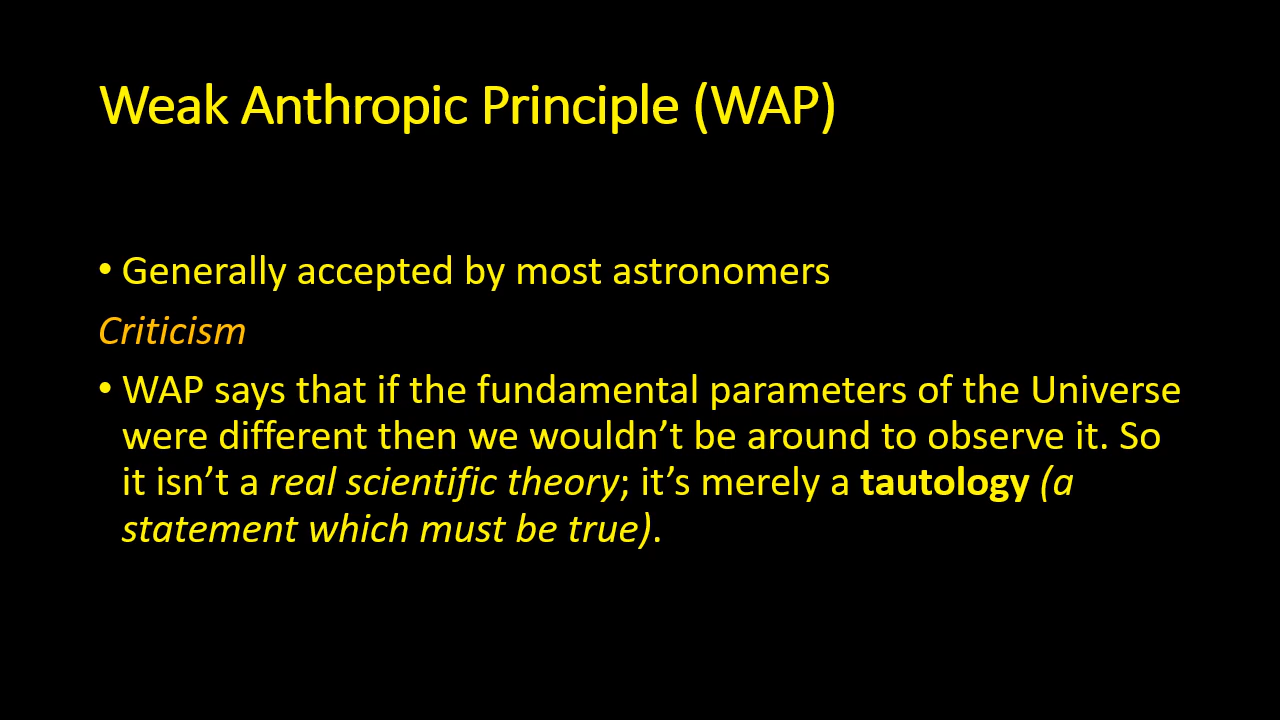 Weak Anthropic Principle (WAP)
• Generally accepted by most astronomers
Criticism
• WAP says that if the fundamental parameters of the Universe
were different then we wouldn’t be around to observe it. So
it isn’t a real scientific theory; it’s merely a tautology (a
statement which must be true).